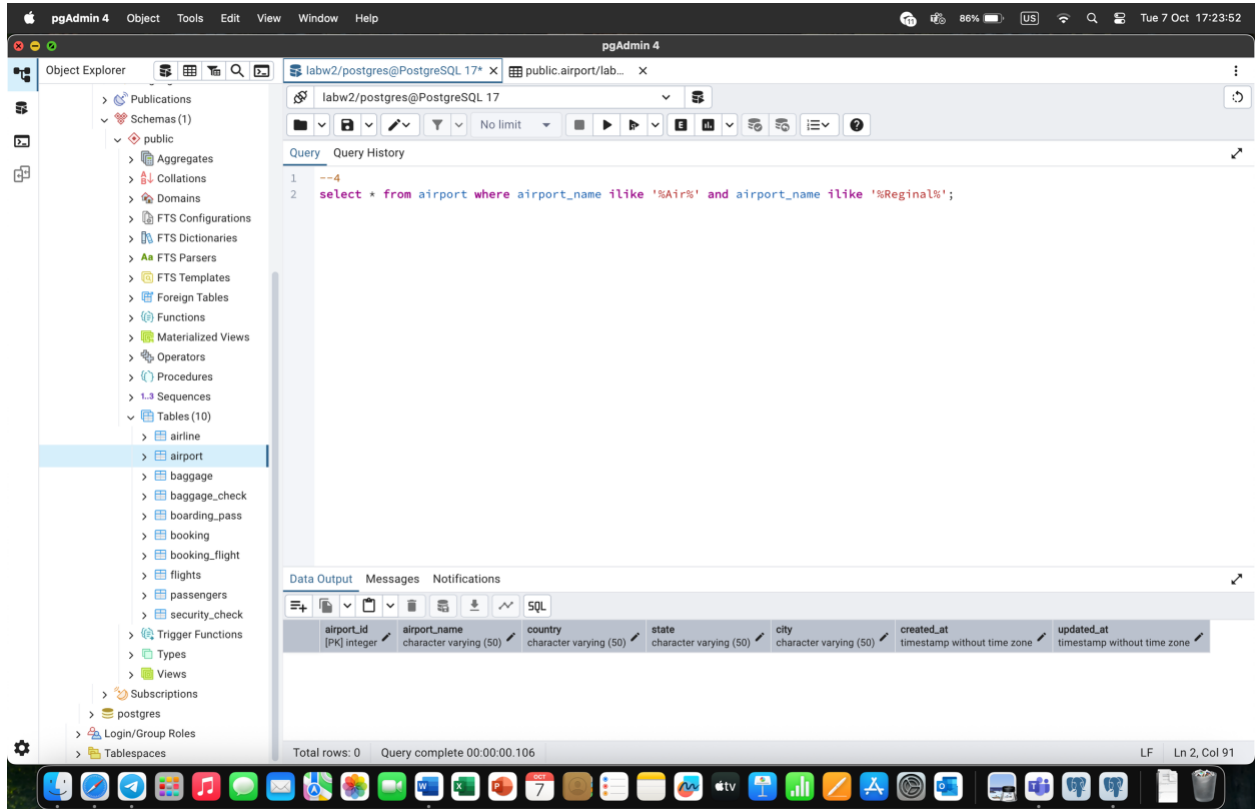 pgAdmin 4 Object Tools Edit View Window Help 86% US Tue 7 Oct 17:23:52
pgAdmin 4
Object Explorer
labw2/postgres@PostgreSQL 17* public.airport/lab...
labw2/postgres@PostgreSQL 17
No limit
Query Query History
1 --4
2 select * from airport where airport_name ilike '%Air%' and airport_name ilike '%Reginal%';
Publications
Schemas (1)
public
Aggregates
Collations
Domains
FTS Configurations
FTS Dictionaries
Aa FTS Parsers
FTS Templates
Foreign Tables
Functions
Materialized Views
Operators
Procedures
1..3 Sequences
Tables (10)
airline
airport
baggage
baggage_check
boarding_pass
booking
booking_flight
flights
passengers
security_check
Trigger Functions
Types
Views
Subscriptions
postgres
Login/Group Roles
Tablespaces
Data Output Messages Notifications
SQL
airport_id airport_name country state city created_at updated_at
[PK] integer character varying (50) character varying (50) character varying (50) character varying (50) timestamp without time zone timestamp without time zone
Total rows: 0 Query complete 00:00:00.106 LF Ln 2, Col 91
OCT
7
tv